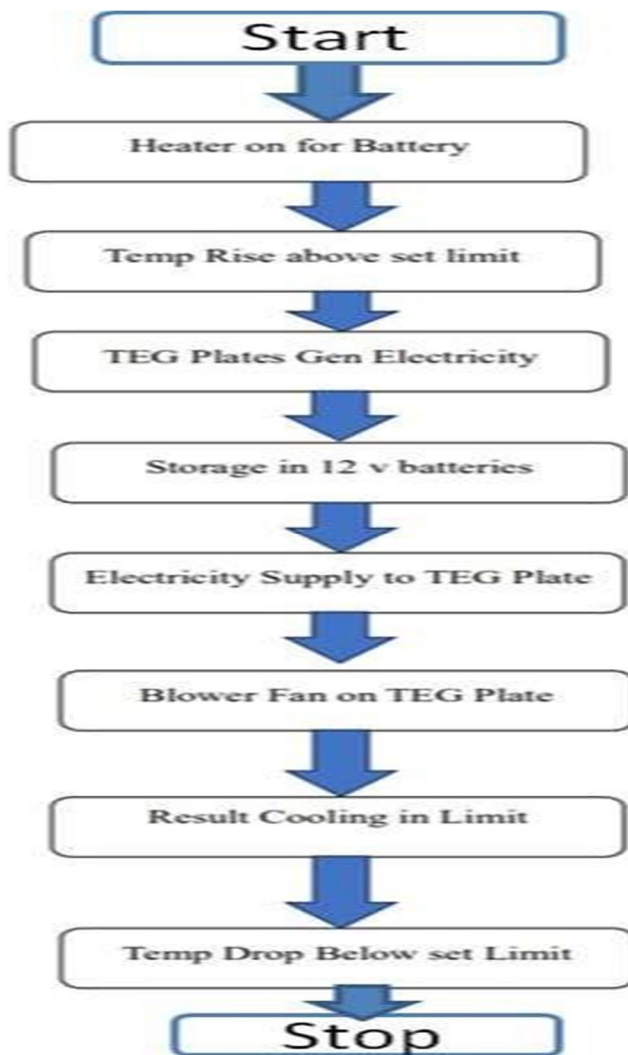 Start
Heater on for Battery
Temp Rise above set limit
TEG Plates Gen Electricity
Storage in 12 v batteries
Electricity Supply to TEG Plate
Blower Fan on TEG Plate
Result Cooling in Limit
Temp Drop Below set Limit
Stop